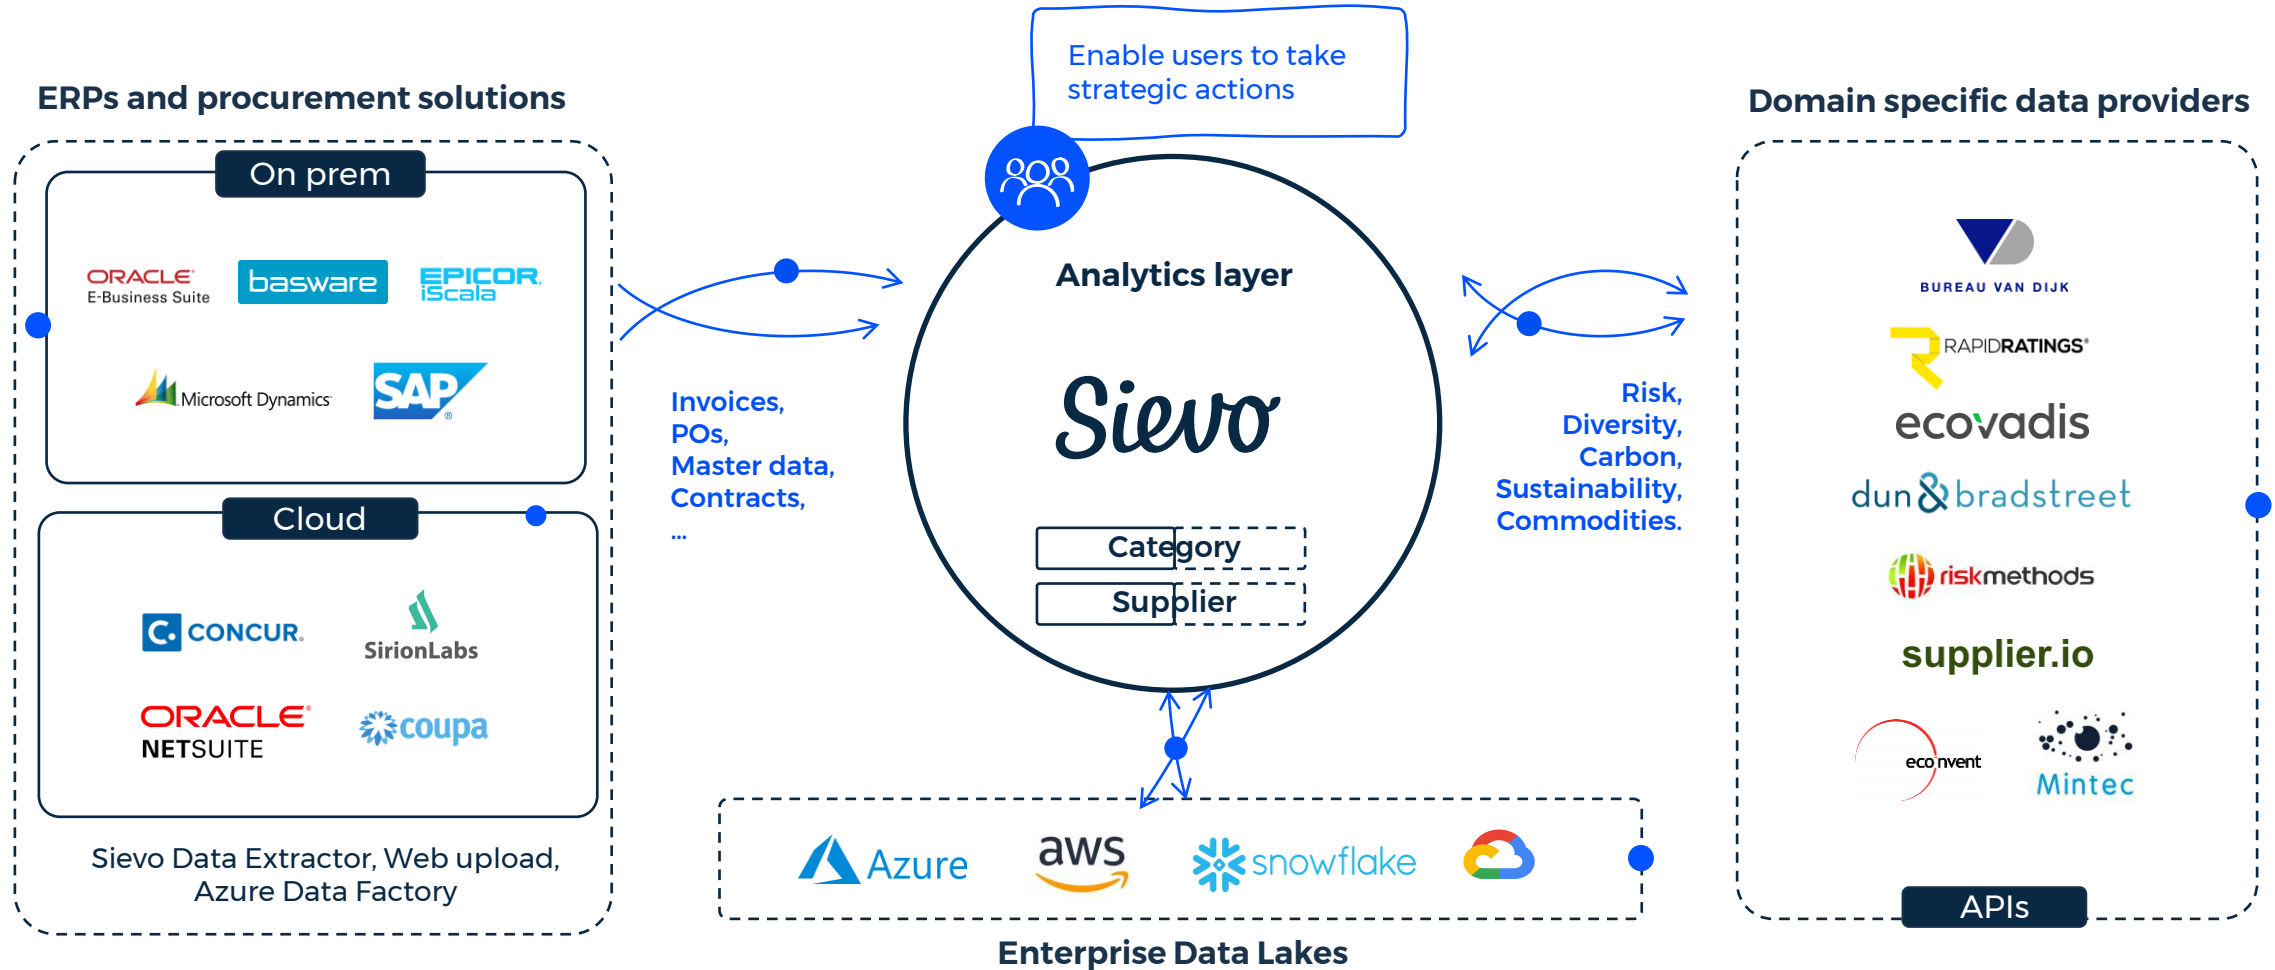 Enable users to take
strategic actions
ERPs and procurement solutions
On prem
ORACLE®
E-Business Suite
basware
EPICOR.
iScala
Microsoft Dynamics
SAP®
Cloud
C. CONCUR.
SirionLabs
ORACLE®
NETSUITE
coupa
Sievo Data Extractor, Web upload,
Azure Data Factory
Invoices,
POs,
Master data,
Contracts,
...
Analytics layer
Sievo
Category
Supplier
Risk,
Diversity,
Carbon,
Sustainability,
Commodities.
Azure
aws
snowflake
Enterprise Data Lakes
Domain specific data providers
BUREAU VAN DIJK
RAPIDRATINGS®
ecovadis
dun & bradstreet
riskmethods
supplier.io
ecoinvent
Mintec
APIs